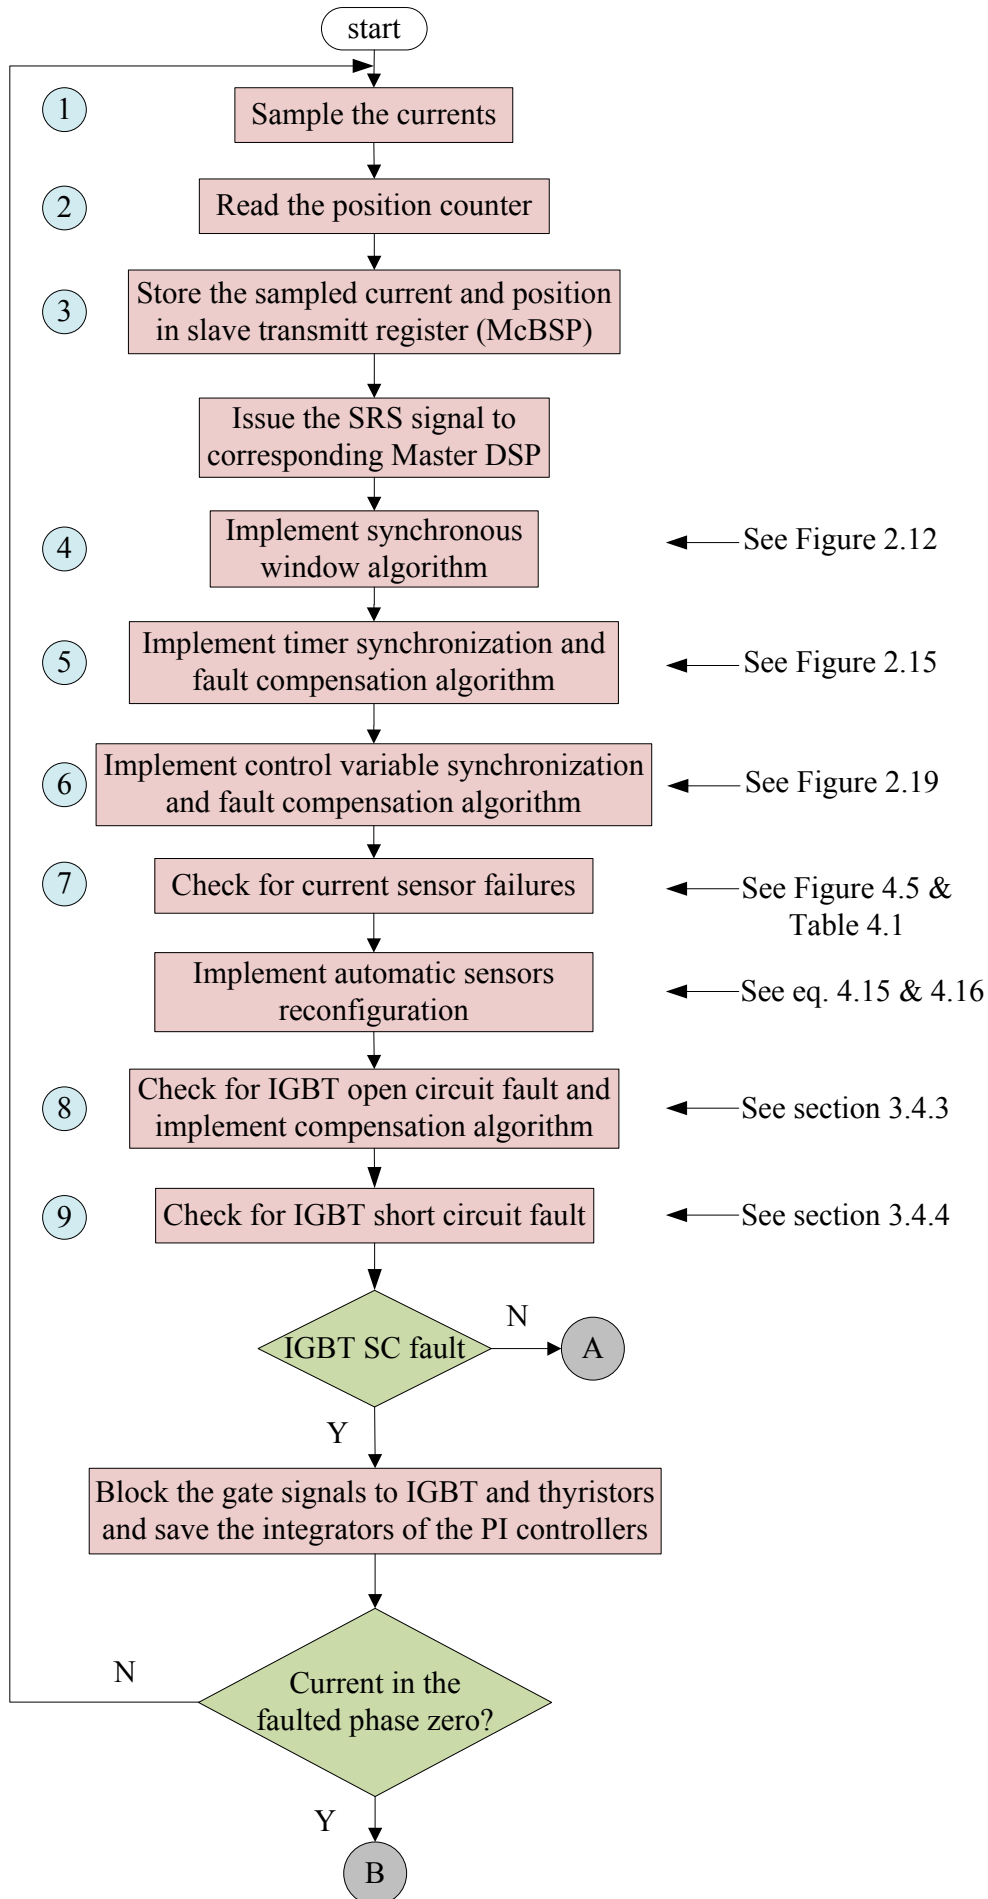 start
1
Sample the currents
2
Read the position counter
3
Store the sampled current and position
in slave transmitt register (McBSP)
Issue the SRS signal to
corresponding Master DSP
4
Implement synchronous
window algorithm
See Figure 2.12
5
Implement timer synchronization and
fault compensation algorithm
See Figure 2.15
6
Implement control variable synchronization
and fault compensation algorithm
See Figure 2.19
7
Check for current sensor failures
See Figure 4.5 &
Table 4.1
Implement automatic sensors
reconfiguration
See eq. 4.15 & 4.16
8
Check for IGBT open circuit fault and
implement compensation algorithm
See section 3.4.3
9
Check for IGBT short circuit fault
See section 3.4.4
IGBT SC fault
N
A
Y
Block the gate signals to IGBT and thyristors
and save the integrators of the PI controllers
N
Current in the
faulted phase zero?
Y
B